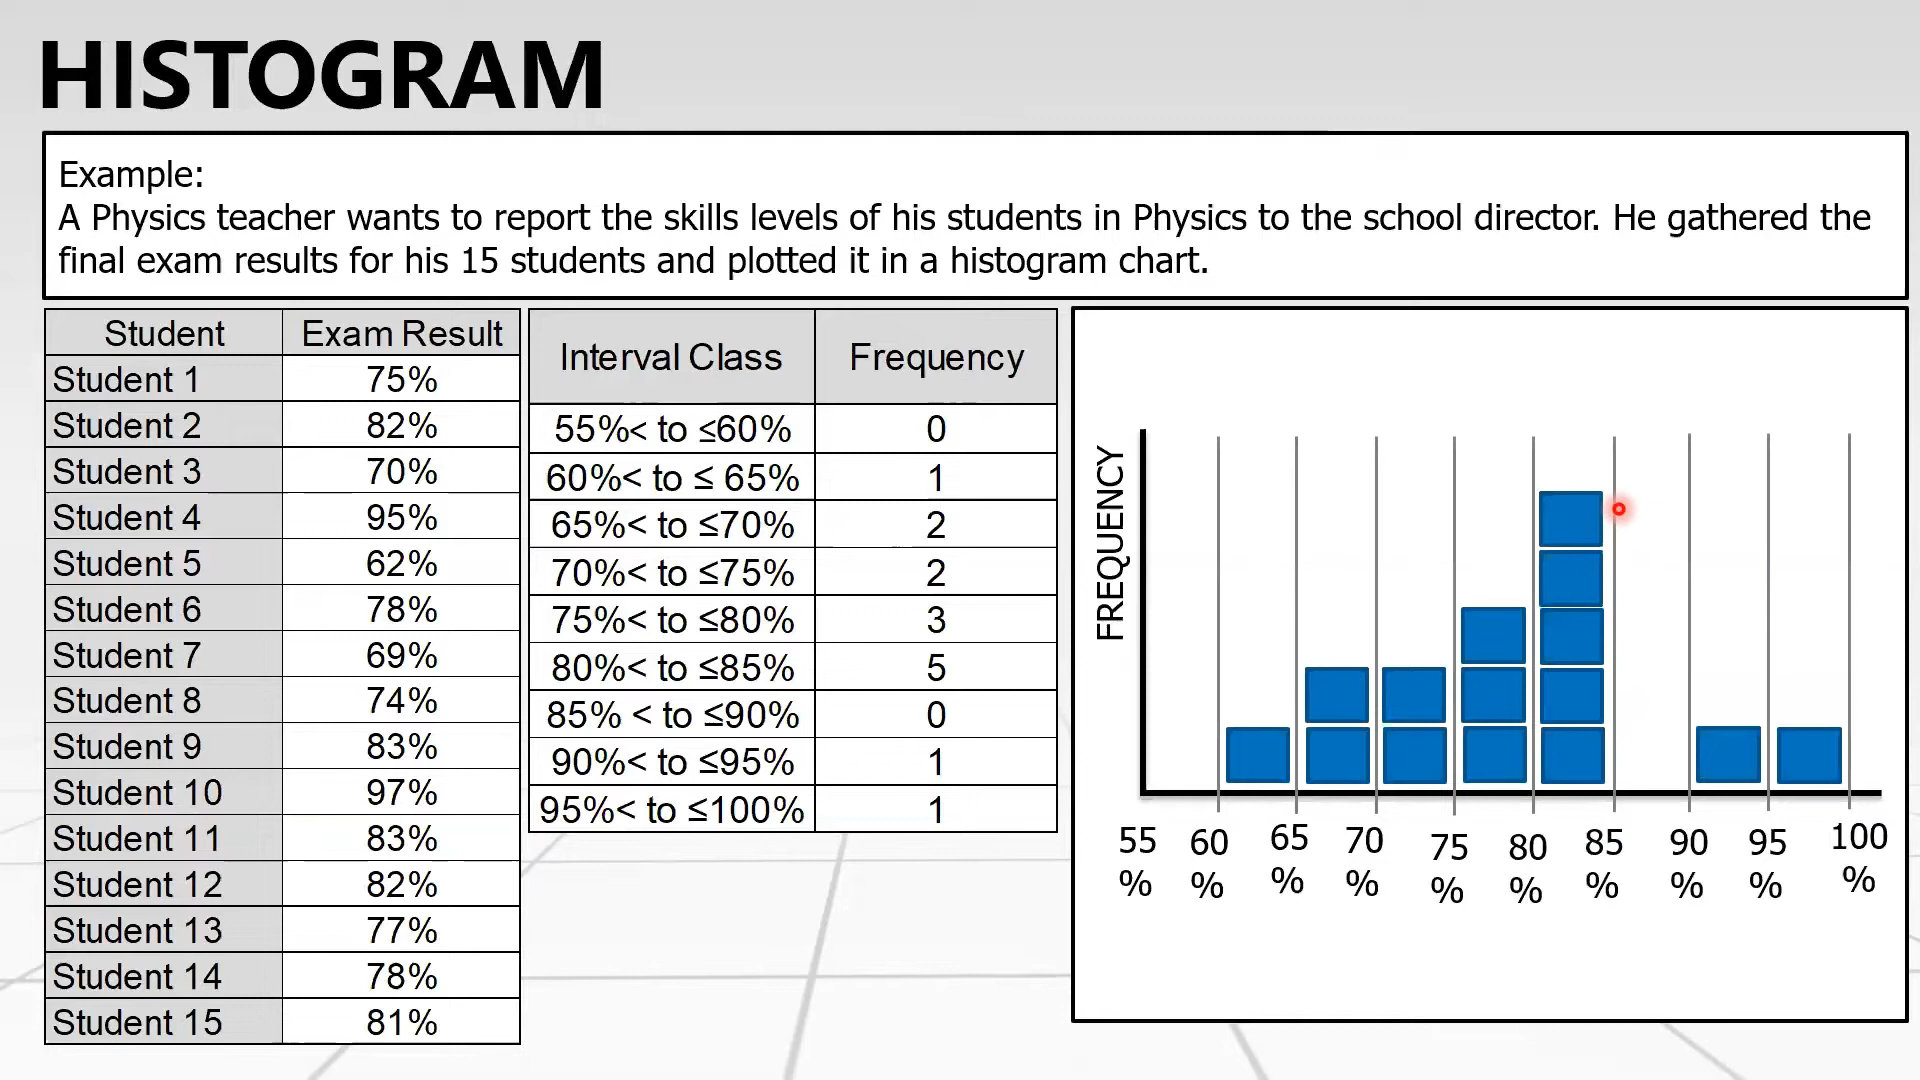 HISTOGRAM
Example:
A Physics teacher wants to report the skills levels of his students in Physics to the school director. He gathered the
final exam results for his 15 students and plotted it in a histogram chart.
Student Exam Result
Student 1 75%
Student 2 82%
Student 3 70%
Student 4 95%
Student 5 62%
Student 6 78%
Student 7 69%
Student 8 74%
Student 9 83%
Student 10 97%
Student 11 83%
Student 12 82%
Student 13 77%
Student 14 78%
Student 15 81%
Interval Class Frequency
55%< to ≤60% 0
60%< to ≤ 65% 1
65%< to ≤70% 2
70%< to ≤75% 2
75%< to ≤80% 3
80%< to ≤85% 5
85% < to ≤90% 0
90%< to ≤95% 1
95%< to ≤100% 1
FREQUENCY
55 60 65 70 75 80 85 90 95 100
% % % % % % % % % %